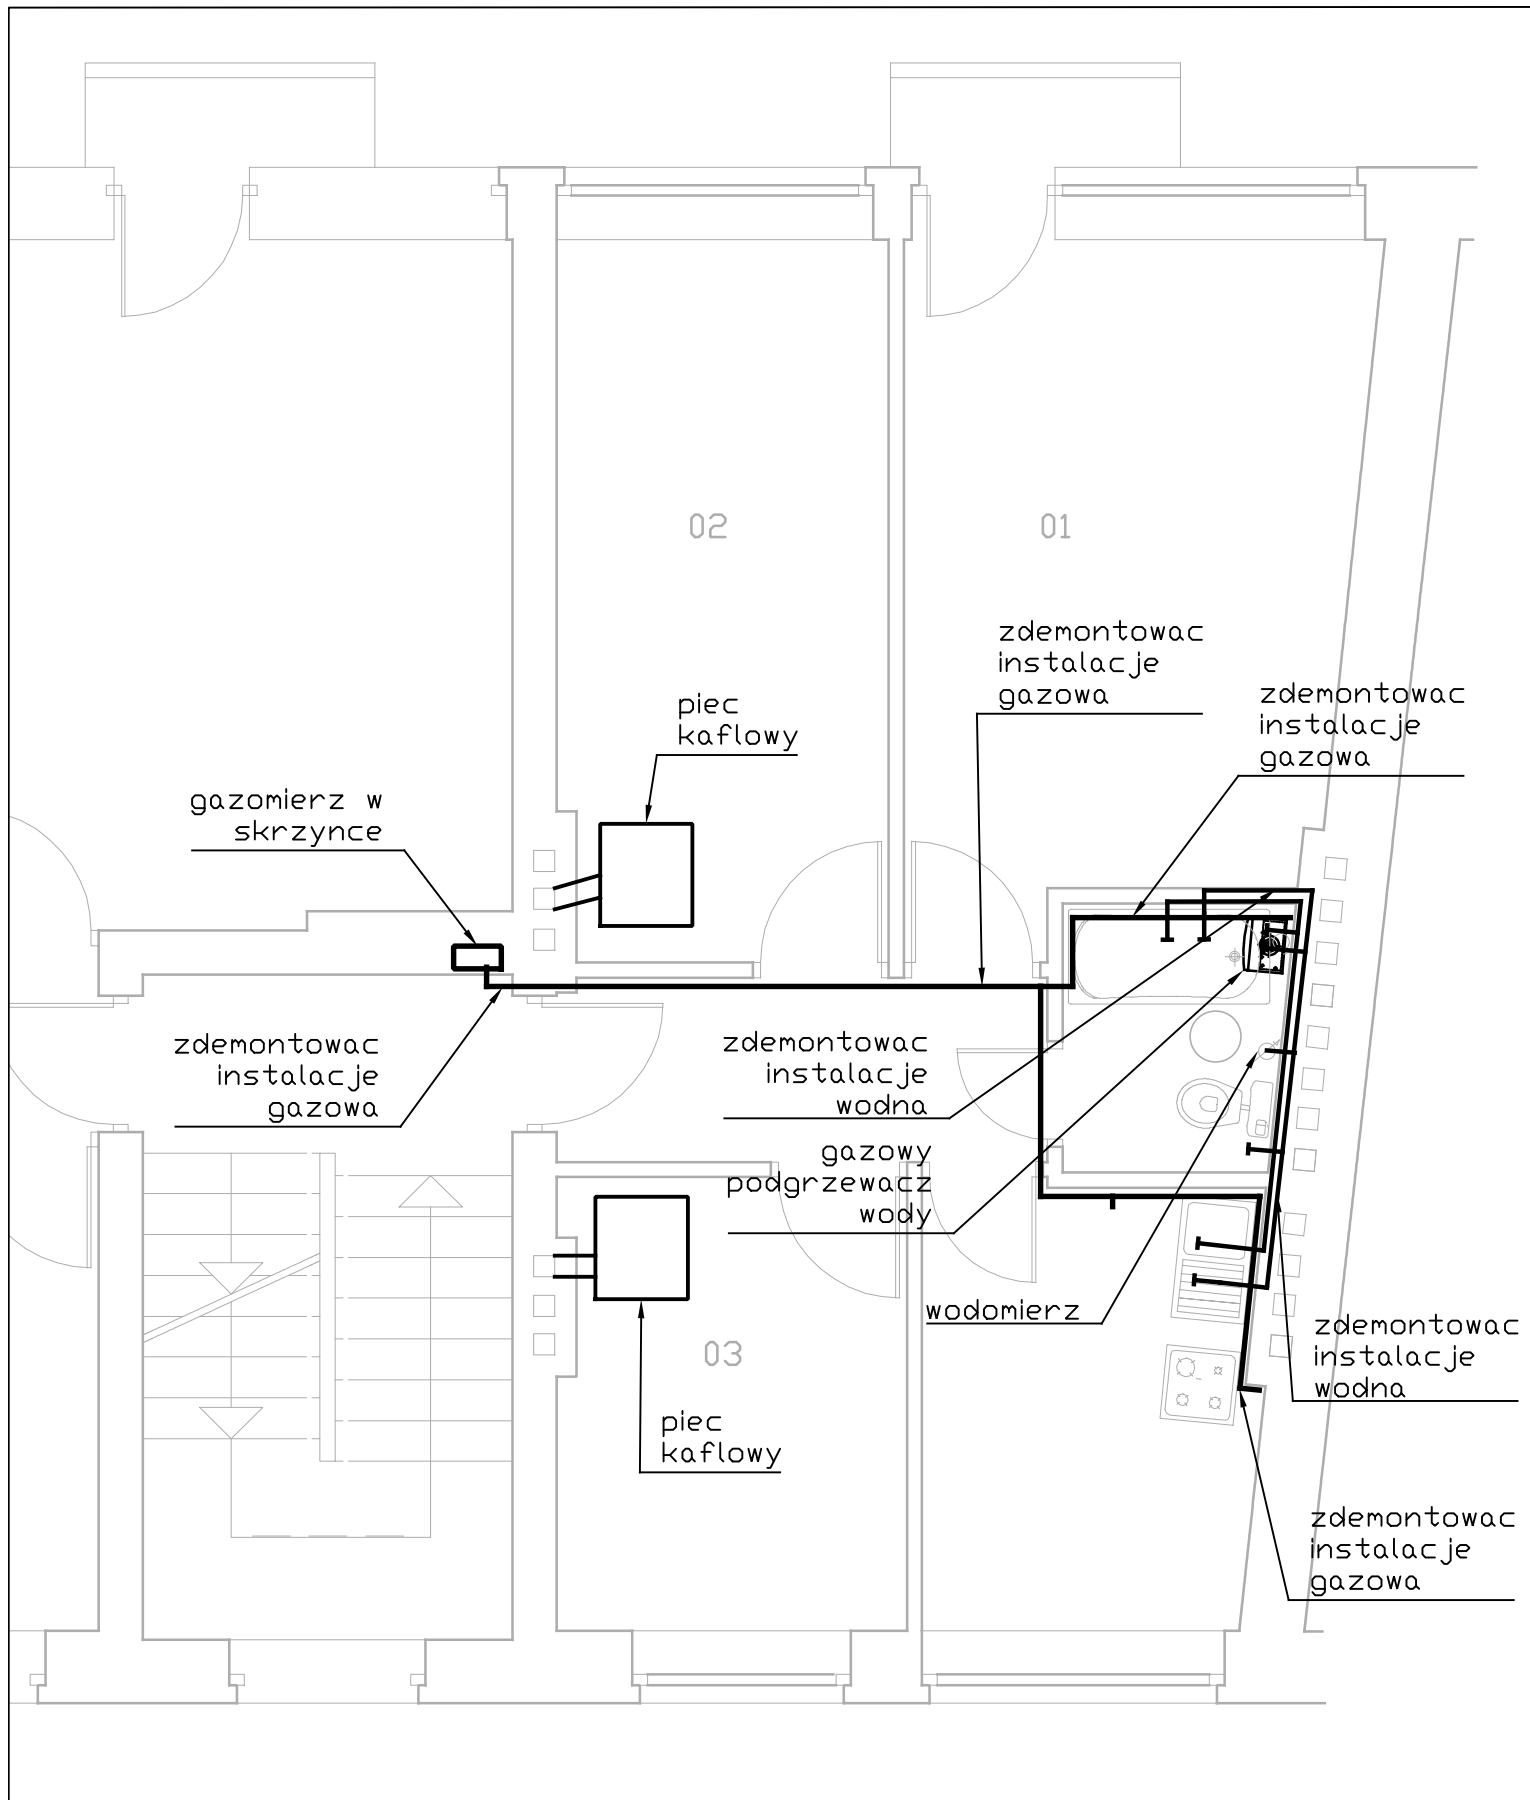 02
01
zdemontowac
instalacje
gazowa
zdemontowac
instalacje
gazowa
piec
kaflowy
gazomierz w
skrzynce
zdemontowac
instalacje
gazowa
zdemontowac
instalacje
wodna
gazowy
podgrzewacz
wody
wodomierz
03
zdemontowac
instalacje
wodna
piec
kaflowy
zdemontowac
instalacje
gazowa